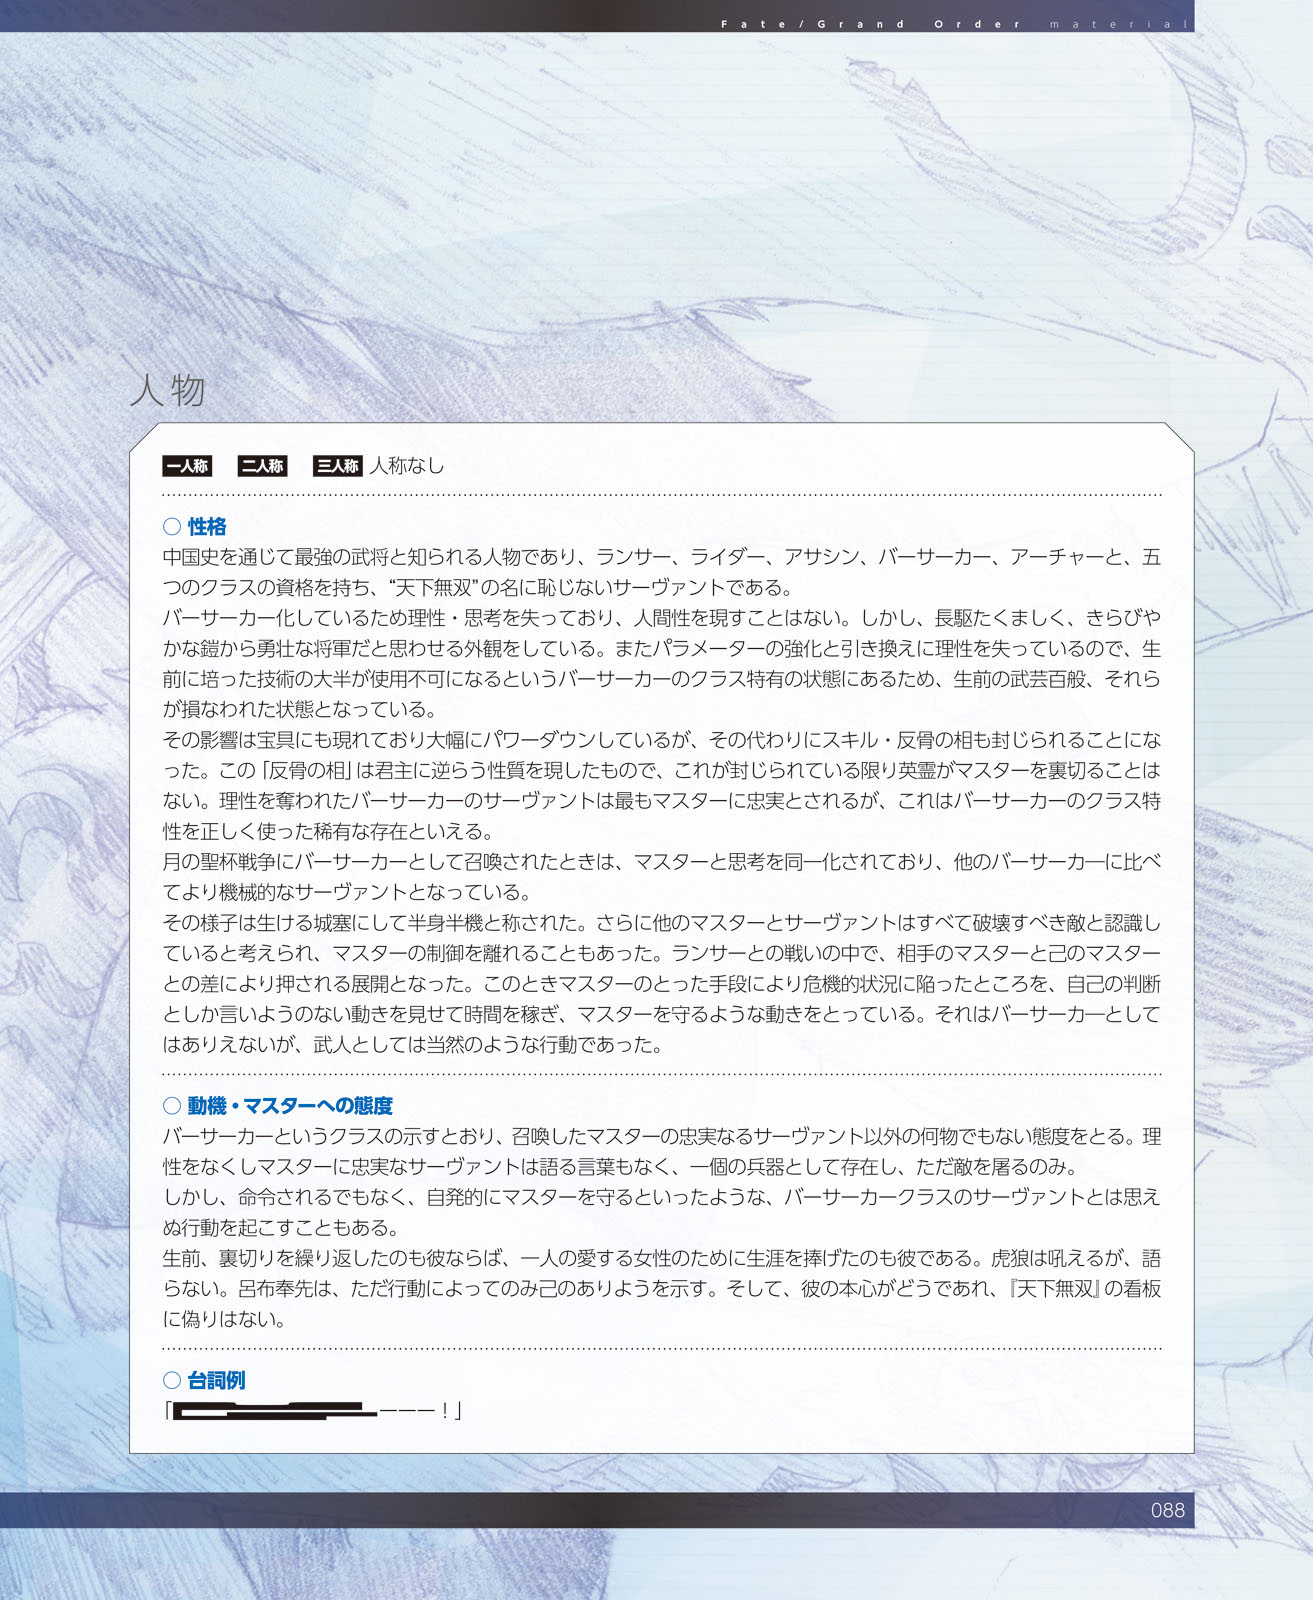 Fate/Grand Order material
人物
一人称 二人称 三人称 人称なし
○ 性格
中国史を通じて最強の武将と知られる人物であり、ランサー、ライダー、アサシン、バーサーカー、アーチャーと、五
つのクラスの資格を持ち、“天下無双”の名に恥じないサーヴァントである。
バーサーカー化しているため理性・思考を失っており、人間性を現すことはない。しかし、長駆たくましく、きらびや
かな鎧から勇壮な将軍だと思わせる外観をしている。またパラメーターの強化と引き換えに理性を失っているので、生
前に培った技術の大半が使用不可になるというバーサーカーのクラス特有の状態にあるため、生前の武芸百般、それら
が損なわれた状態となっている。
その影響は宝具にも現れており大幅にパワーダウンしているが、その代わりにスキル・反骨の相も封じられることにな
った。この「反骨の相」は君主に逆らう性質を現したもので、これが封じられている限り英霊がマスターを裏切ることは
ない。理性を奪われたバーサーカーのサーヴァントは最もマスターに忠実とされるが、これはバーサーカーのクラス特
性を正しく使った稀有な存在といえる。
月の聖杯戦争にバーサーカーとして召喚されたときは、マスターと思考を同一化されており、他のバーサーカ―に比べ
てより機械的なサーヴァントとなっている。
その様子は生ける城塞にして半身半機と称された。さらに他のマスターとサーヴァントはすべて破壊すべき敵と認識し
ていると考えられ、マスターの制御を離れることもあった。ランサーとの戦いの中で、相手のマスターと己のマスター
との差により押される展開となった。このときマスターのとった手段により危機的状況に陥ったところを、自己の判断
としか言いようのない動きを見せて時間を稼ぎ、マスターを守るような動きをとっている。それはバーサーカ―として
はありえないが、武人としては当然のような行動であった。
○ 動機・マスターへの態度
バーサーカーというクラスの示すとおり、召喚したマスターの忠実なるサーヴァント以外の何物でもない態度をとる。理
性をなくしマスターに忠実なサーヴァントは語る言葉もなく、一個の兵器として存在し、ただ敵を屠るのみ。
しかし、命令されるでもなく、自発的にマスターを守るといったような、バーサーカークラスのサーヴァントとは思え
ぬ行動を起こすこともある。
生前、裏切りを繰り返したのも彼ならば、一人の愛する女性のために生涯を捧げたのも彼である。虎狼は吼えるが、語
らない。呂布奉先は、ただ行動によってのみ己のありようを示す。そして、彼の本心がどうであれ、『天下無双』の看板
に偽りはない。
○ 台詞例
「―――！」
088